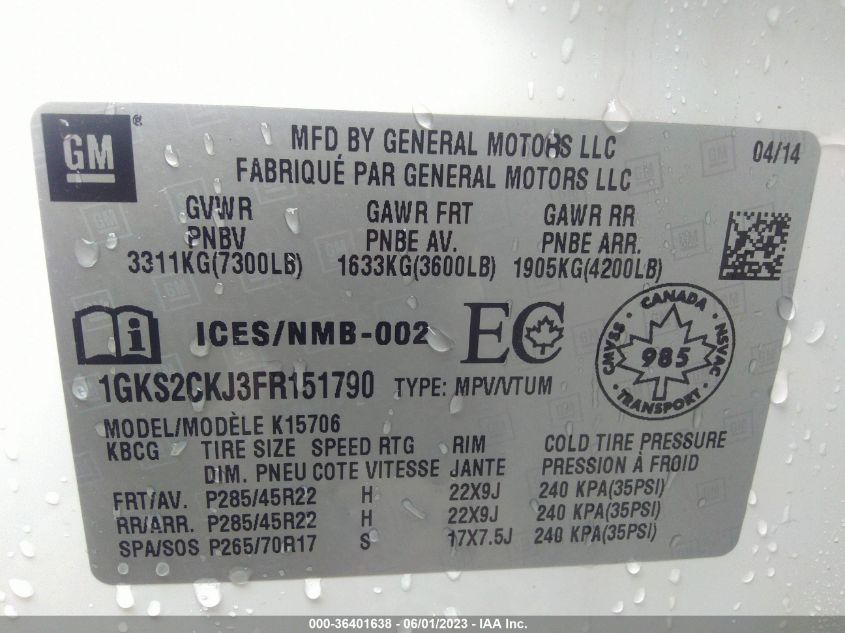 GM ®
MFD BY GENERAL MOTORS LLC
04/14
FABRIQUÉ PAR GENERAL MOTORS LLC
GVWR GAWR FRT GAWR RR
PNBV PNBE AV. PNBE ARR.
3311KG(7300LB) 1633KG(3600LB) 1905KG(4200LB)
i ICES/NMB-002 EC
CANADA
CMVSS 985 NSVAC
1GKS2CKJ3FR151790 TYPE: MPV/VTUM
MODEL/MODÈLE K15706
KBCG TIRE SIZE SPEED RTG RIM COLD TIRE PRESSURE
DIM. PNEU COTE VITESSE JANTE PRESSION À FROID
FRT/AV. P285/45R22 H 22X9J 240 KPA(35PSI)
RR/ARR. P285/45R22 H 22X9J 240 KPA(35PSI)
SPA/SOS P265/70R17 S 17X7.5J 240 KPA(35PSI)
000-36401638 - 06/01/2023 - IAA Inc.